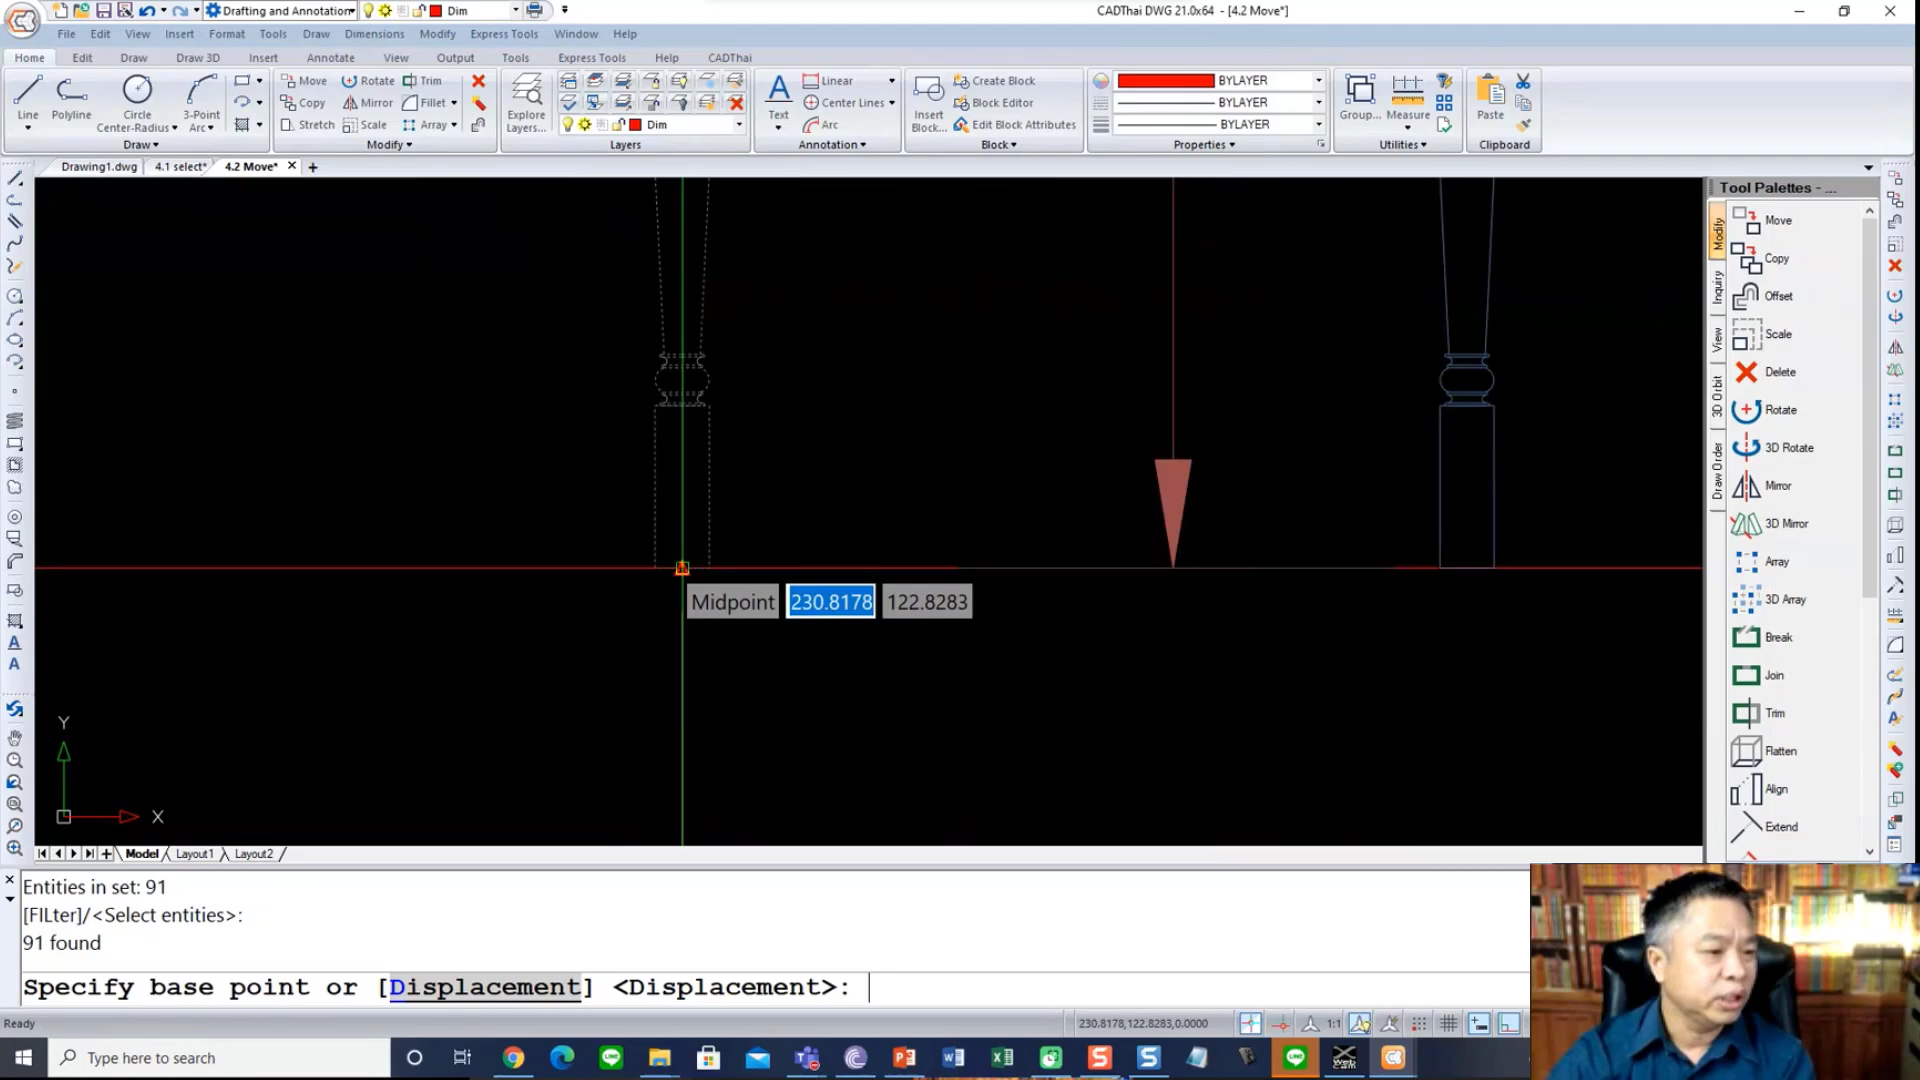 Drafting and Annotation
Dim
CADThai DWG 21.0x64 - [4.2 Move*]
File Edit View Insert Format Tools Draw Dimensions Modify Express Tools Window Help
Home Edit Draw Draw 3D Insert Annotate View Output Tools Express Tools Help CADThai
Line
Polyline
Circle
Center-Radius
3-Point
Arc
Draw
Move Rotate Trim
Copy Mirror Fillet
Stretch Scale Array
Modify
Explore
Layers...
Dim
Layers
Text
Linear
Center Lines
Arc
Annotation
Insert
Block...
Create Block
Block Editor
Edit Block Attributes
Block
BYLAYER
BYLAYER
BYLAYER
Properties
Group...
Measure
Utilities
Paste
Clipboard
Drawing1.dwg 4.1 select* 4.2 Move*
Tool Palettes - ...
Modify
Inquiry
View
3D Orbit
Draw Order
Move
Copy
Offset
Scale
Delete
Rotate
3D Rotate
Mirror
3D Mirror
Array
3D Array
Break
Join
Trim
Flatten
Align
Extend
Midpoint 230.8178 122.8283
Y
X
Model Layout1 Layout2
Entities in set: 91
[FILter]/<Select entities>:
91 found
Specify base point or [Displacement] <Displacement>:
Ready
230.8178,122.8283,0.0000
1:1
Type here to search